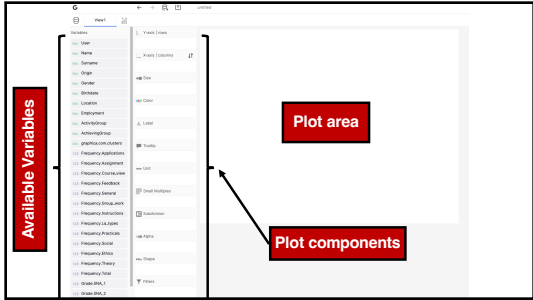 G
untitled
View1
Variables
User
Name
Surname
Origin
Gender
Birthdate
Location
Employment
ActivityGroup
AchievingGroup
graphica.com.clusters
Frequency.Applications
Frequency.Assignment
Frequency.Course_view
Frequency.Feedback
Frequency.General
Frequency.Group_work
Frequency.Instructions
Frequency.La_types
Frequency.Practicals
Frequency.Social
Frequency.Ethics
Frequency.Theory
Frequency.Total
Grade.SNA_1
Grade.SNA_2
Y-axis | rows
X-axis | columns
Size
Color
Label
Tooltip
Unit
Small Multiples
Subdivision
Alpha
Shape
Filters
Available Variables
Plot area
Plot components